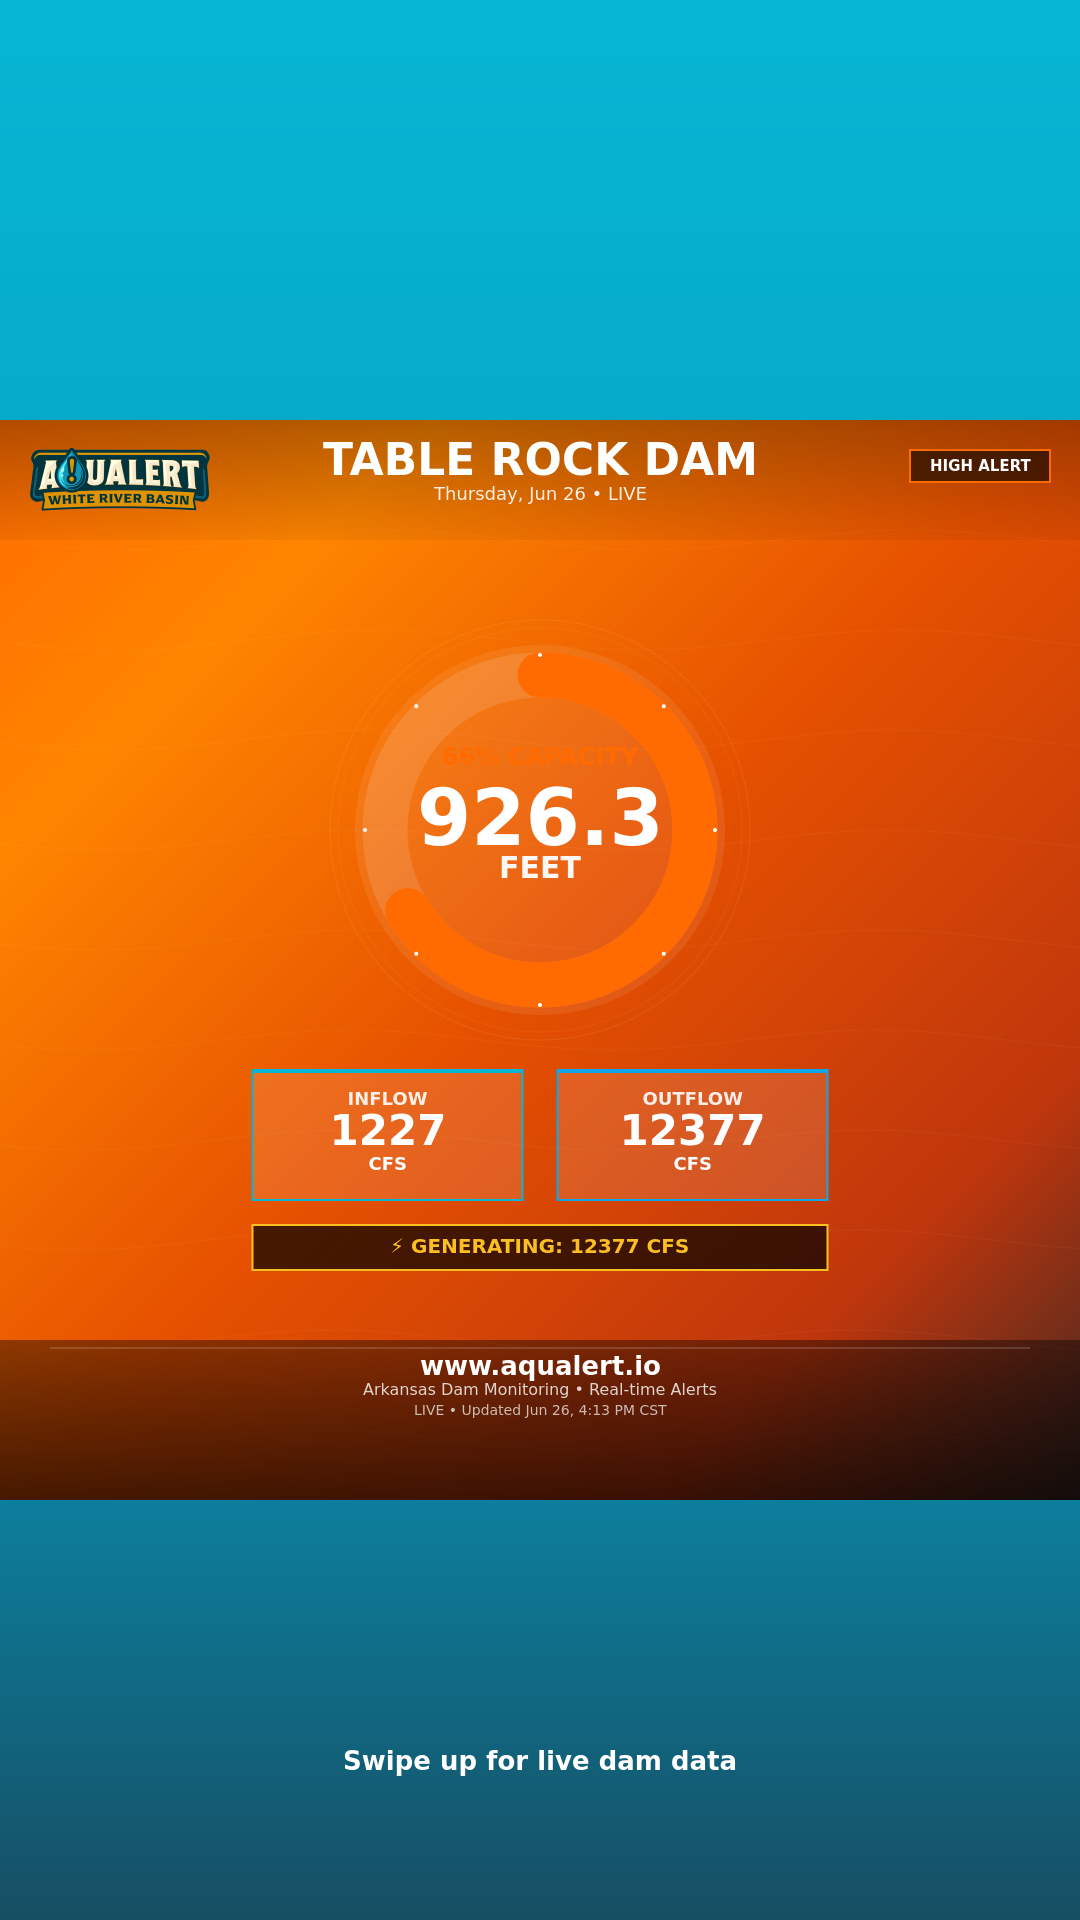 AQUALERT
WHITE RIVER BASIN
TABLE ROCK DAM
Thursday, Jun 26 • LIVE
HIGH ALERT
66% CAPACITY
926.3
FEET
INFLOW
1227
CFS
OUTFLOW
12377
CFS
⚡ GENERATING: 12377 CFS
www.aqualert.io
Arkansas Dam Monitoring • Real-time Alerts
LIVE • Updated Jun 26, 4:13 PM CST
Swipe up for live dam data